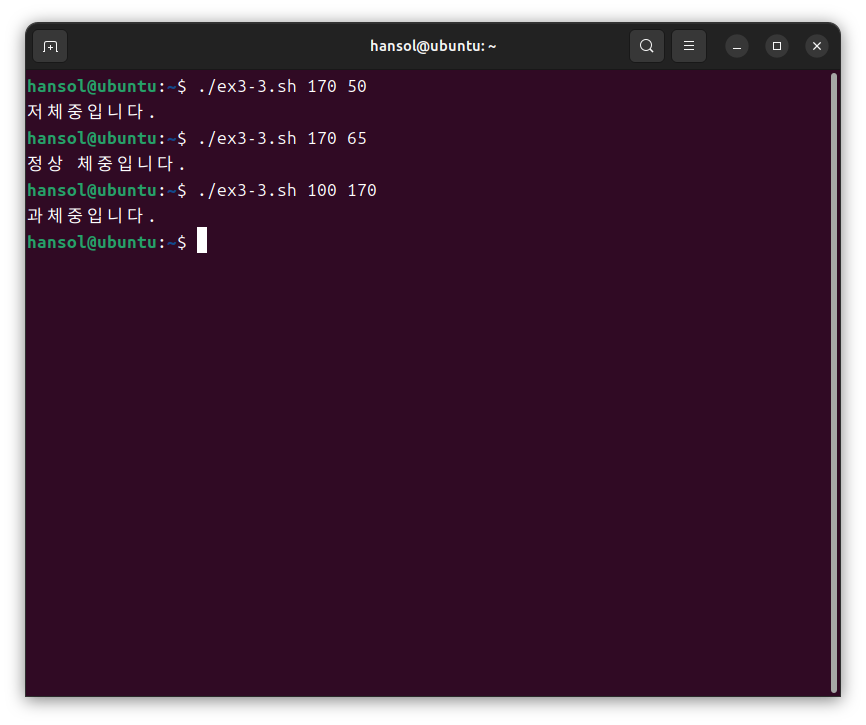 hansol@ubuntu: ~
hansol@ubuntu:~$ ./ex3-3.sh 170 50
저체중입니다.
hansol@ubuntu:~$ ./ex3-3.sh 170 65
정상 체중입니다.
hansol@ubuntu:~$ ./ex3-3.sh 100 170
과체중입니다.
hansol@ubuntu:~$